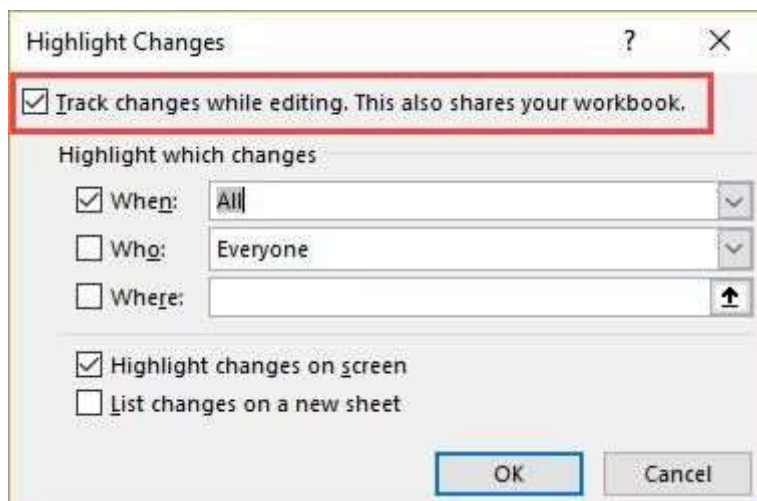 Highlight Changes ?
Track changes while editing. This also shares your workbook.
Highlight which changes
When: All
Who: Everyone
Where:
Highlight changes on screen
List changes on a new sheet
OK Cancel